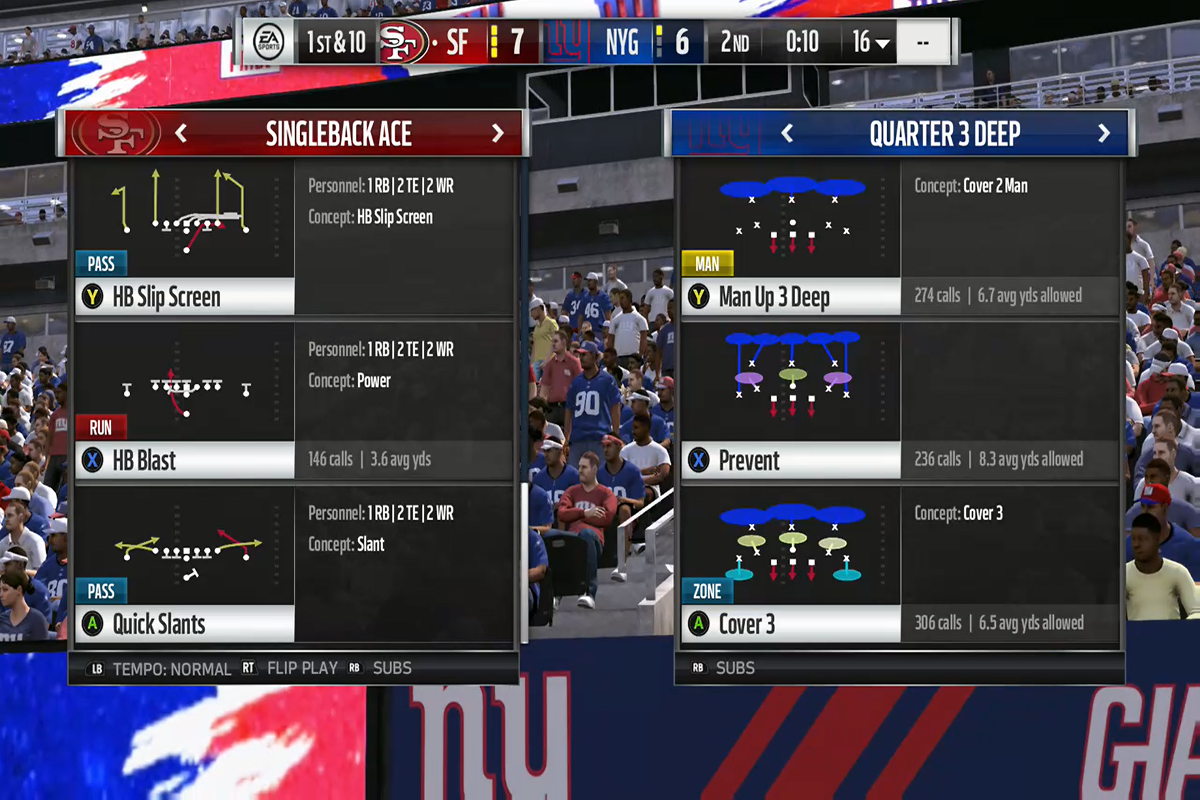 EA SPORTS 1ST & 10 SF SF 7 NYG 6 2ND 0:10 16 --
SINGLEBACK ACE
PASS
Y HB Slip Screen
Personnel: 1 RB | 2 TE | 2 WR
Concept: HB Slip Screen
RUN
X HB Blast
Personnel: 1 RB | 2 TE | 2 WR
Concept: Power
146 calls | 3.6 avg yds
PASS
A Quick Slants
Personnel: 1 RB | 2 TE | 2 WR
Concept: Slant
LB TEMPO: NORMAL RT FLIP PLAY RB SUBS
QUARTER 3 DEEP
MAN
Y Man Up 3 Deep
Concept: Cover 2 Man
274 calls | 6.7 avg yds allowed
X Prevent
236 calls | 8.3 avg yds allowed
ZONE
A Cover 3
Concept: Cover 3
306 calls | 6.5 avg yds allowed
RB SUBS
46
90
ny
GIA